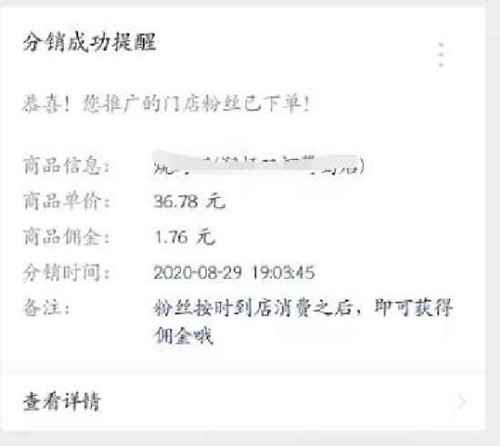 分销成功提醒
恭喜！您推广的门店粉丝已下单！
商品信息：
商品单价： 36.78 元
商品佣金： 1.76 元
分销时间： 2020-08-29 19:03:45
备注： 粉丝按时到店消费之后，即可获得
佣金哦
查看详情